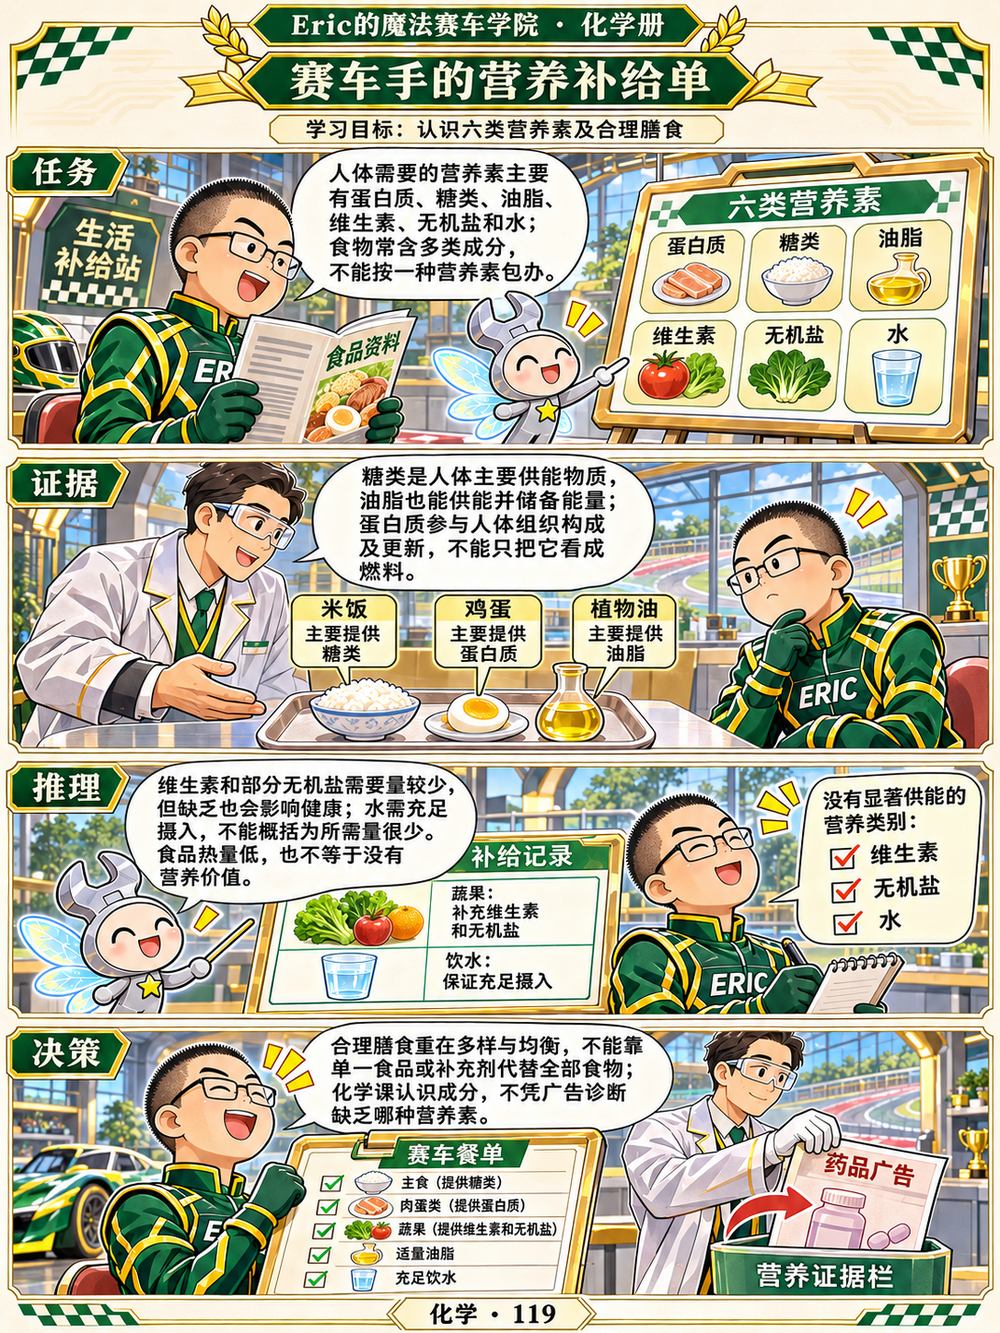 Eric的魔法赛车学院 · 化学册
赛车手的营养补给单
学习目标：认识六类营养素及合理膳食
任务
生活
补给站
人体需要的营养素主要
有蛋白质、糖类、油脂、
维生素、无机盐和水；
食物常含多类成分，
不能按一种营养素包办。
ER
食品资料
六类营养素
蛋白质
糖类
油脂
维生素
无机盐
水
证据
糖类是人体主要供能物质，
油脂也能供能并储备能量；
蛋白质参与人体组织构成
及更新，不能只把它看成
燃料。
米饭
主要提供
糖类
鸡蛋
主要提供
蛋白质
植物油
主要提供
油脂
ERIC
推理
维生素和部分无机盐需要量较少，
但缺乏也会影响健康；水需充足
摄入，不能概括为所需量很少。
食品热量低，也不等于没有
营养价值。
补给记录
蔬果：
补充维生素
和无机盐
饮水：
保证充足摄入
ERIC
没有显著供能的
营养类别：
维生素
无机盐
水
决策
合理膳食重在多样与均衡，不能靠
单一食品或补充剂代替全部食物；
化学课认识成分，不凭广告诊断
缺乏哪种营养素。
E
赛车餐单
主食（提供糖类）
肉蛋类（提供蛋白质）
蔬果（提供维生素和无机盐）
适量油脂
充足饮水
药品广告
营养证据栏
化学 · 119